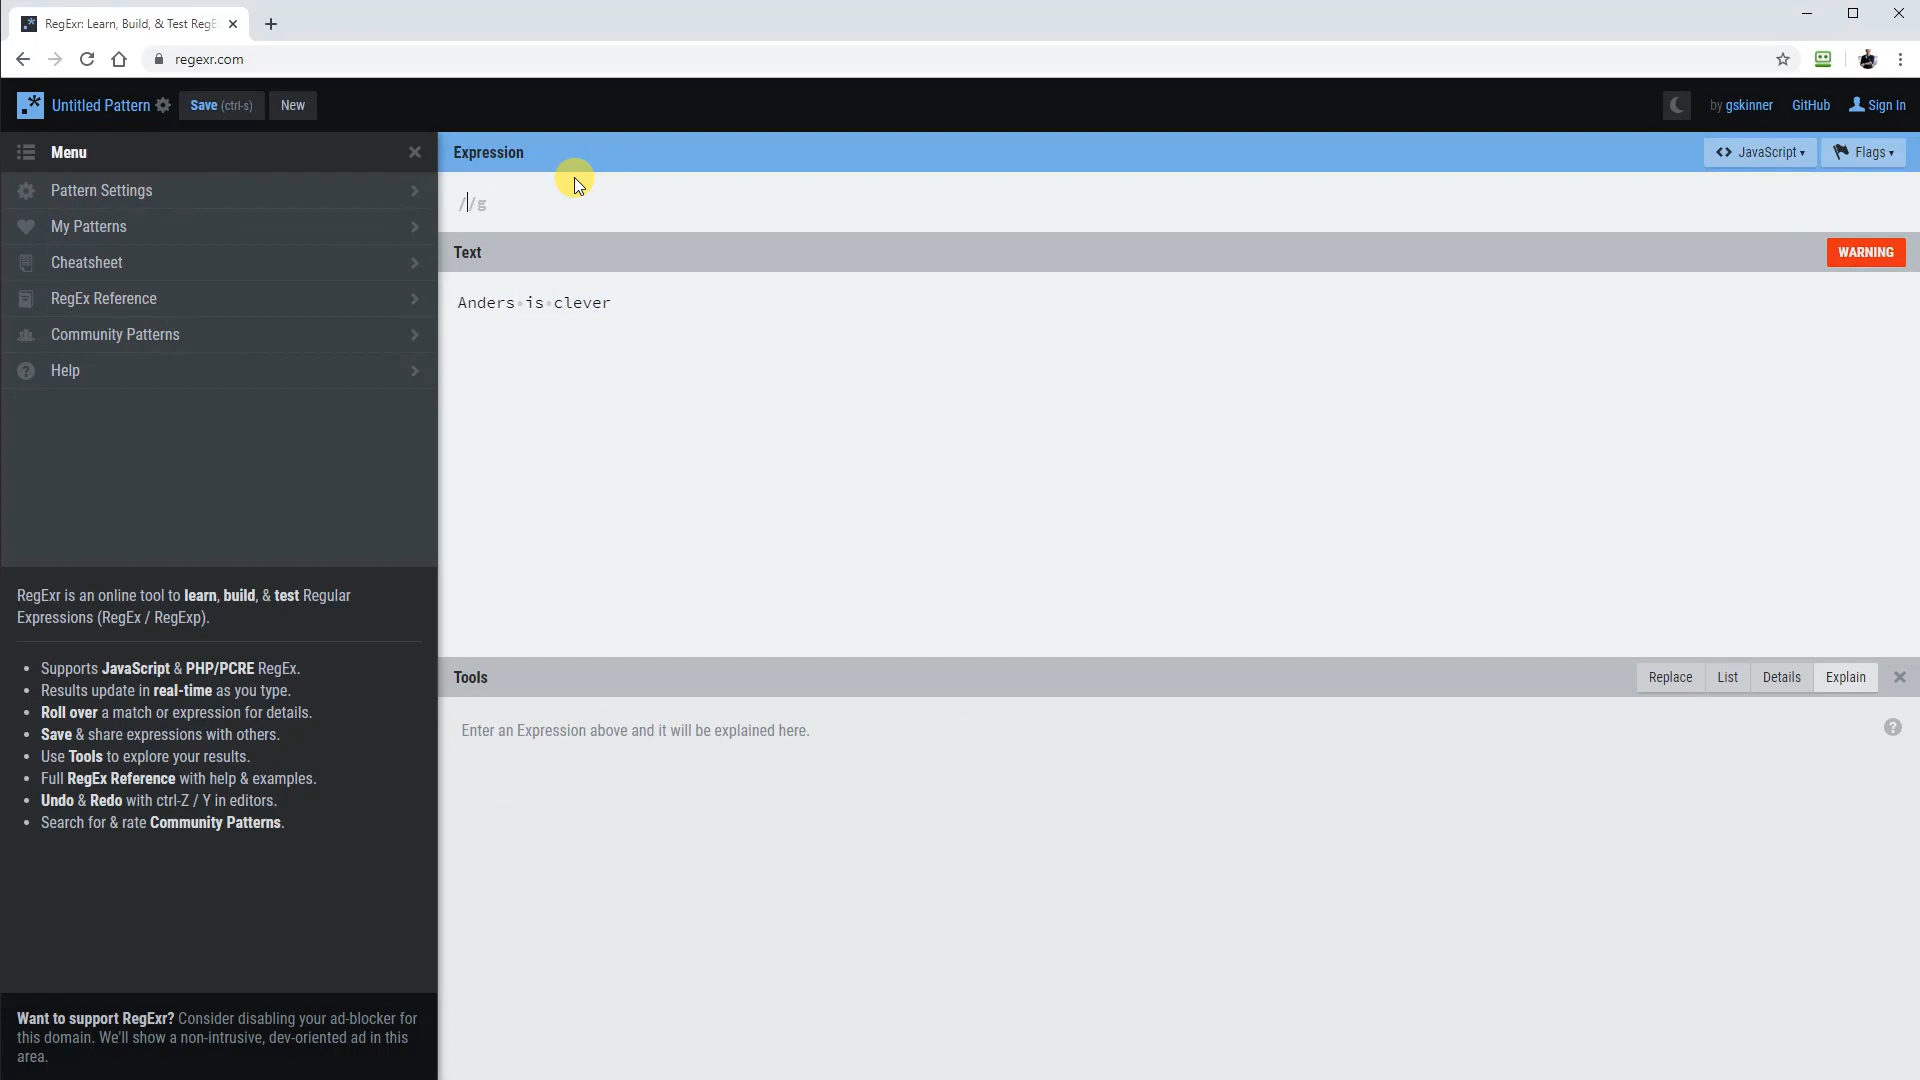 RegExr: Learn, Build, & Test RegE
regexr.com
Untitled Pattern
Save (ctrl-s)
New
by gskinner
GitHub
Sign In
Menu
Pattern Settings
My Patterns
Cheatsheet
RegEx Reference
Community Patterns
Help
RegExr is an online tool to learn, build, & test Regular
Expressions (RegEx / RegExp).
• Supports JavaScript & PHP/PCRE RegEx.
• Results update in real-time as you type.
• Roll over a match or expression for details.
• Save & share expressions with others.
• Use Tools to explore your results.
• Full RegEx Reference with help & examples.
• Undo & Redo with ctrl-Z / Y in editors.
• Search for & rate Community Patterns.
Want to support RegExr? Consider disabling your ad-blocker for
this domain. We'll show a non-intrusive, dev-oriented ad in this
area.
Expression
<> JavaScript
Flags
//g
Text
WARNING
Anders·is·clever
Tools
Replace
List
Details
Explain
Enter an Expression above and it will be explained here.